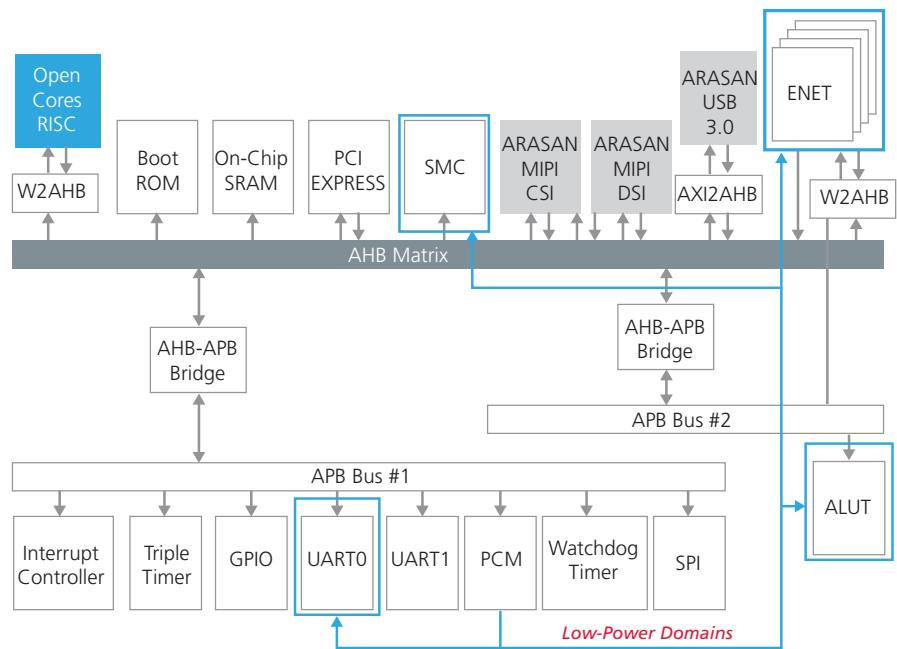 Open
Cores
RISC
W2AHB
Boot
ROM
On-Chip
SRAM
PCI
EXPRESS
SMC
ARASAN
MIPI
CSI
ARASAN
MIPI
DSI
ARASAN
USB
3.0
AXI2AHB
ENET
W2AHB
AHB Matrix
AHB-APB
Bridge
AHB-APB
Bridge
APB Bus #2
APB Bus #1
ALUT
Interrupt
Controller
Triple
Timer
GPIO
UART0
UART1
PCM
Watchdog
Timer
SPI
Low-Power Domains